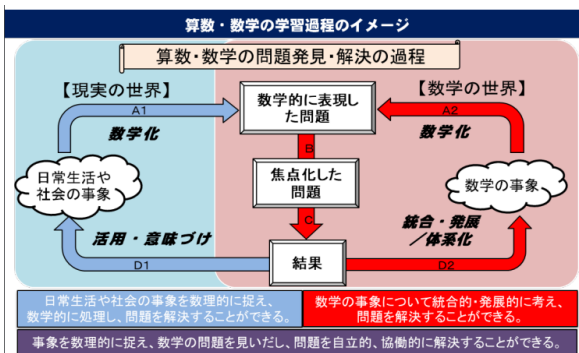 算数・数学の学習過程のイメージ
算数・数学の問題発見・解決の過程
【現実の世界】
【数学の世界】
A1
数学的に表現し
た問題
A2
数学化
数学化
B
日常生活や
社会の事象
焦点化した
問題
数学の事象
C
活用・意味づけ
統合・発展
/体系化
結果
D1
D2
日常生活や社会の事象を数理的に捉え、
数学的に処理し、問題を解決することができる。
数学の事象について統合的・発展的に考え、
問題を解決することができる。
事象を数理的に捉え、数学の問題を見いだし、問題を自立的、協働的に解決することができる。